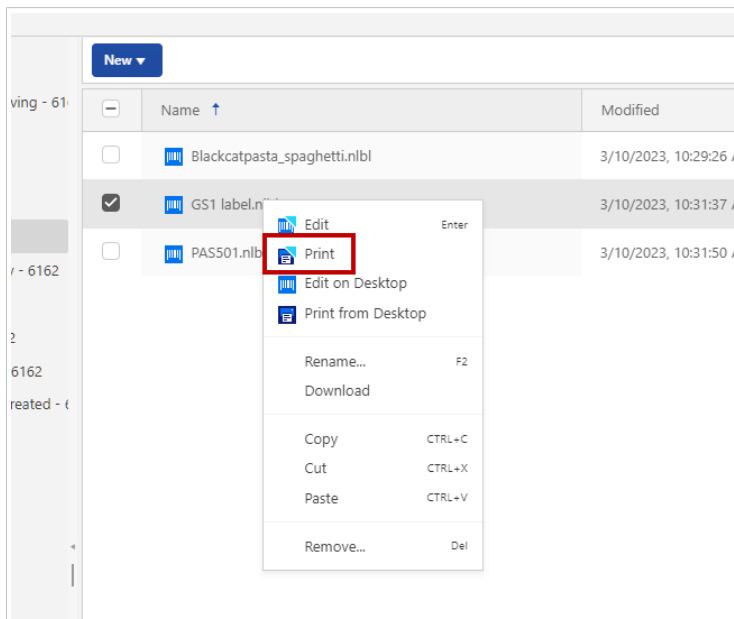 New ▾
Name ↑ Modified
Blackcatpasta_spaghetti.nlbl 3/10/2023, 10:29:26
GS1 label.n 3/10/2023, 10:31:37
PAS501.nlb 3/10/2023, 10:31:50
ving - 61
- 6162
2
6162
reated - 6
Edit Enter
Print
Edit on Desktop
Print from Desktop
Rename... F2
Download
Copy CTRL+C
Cut CTRL+X
Paste CTRL+V
Remove... Del